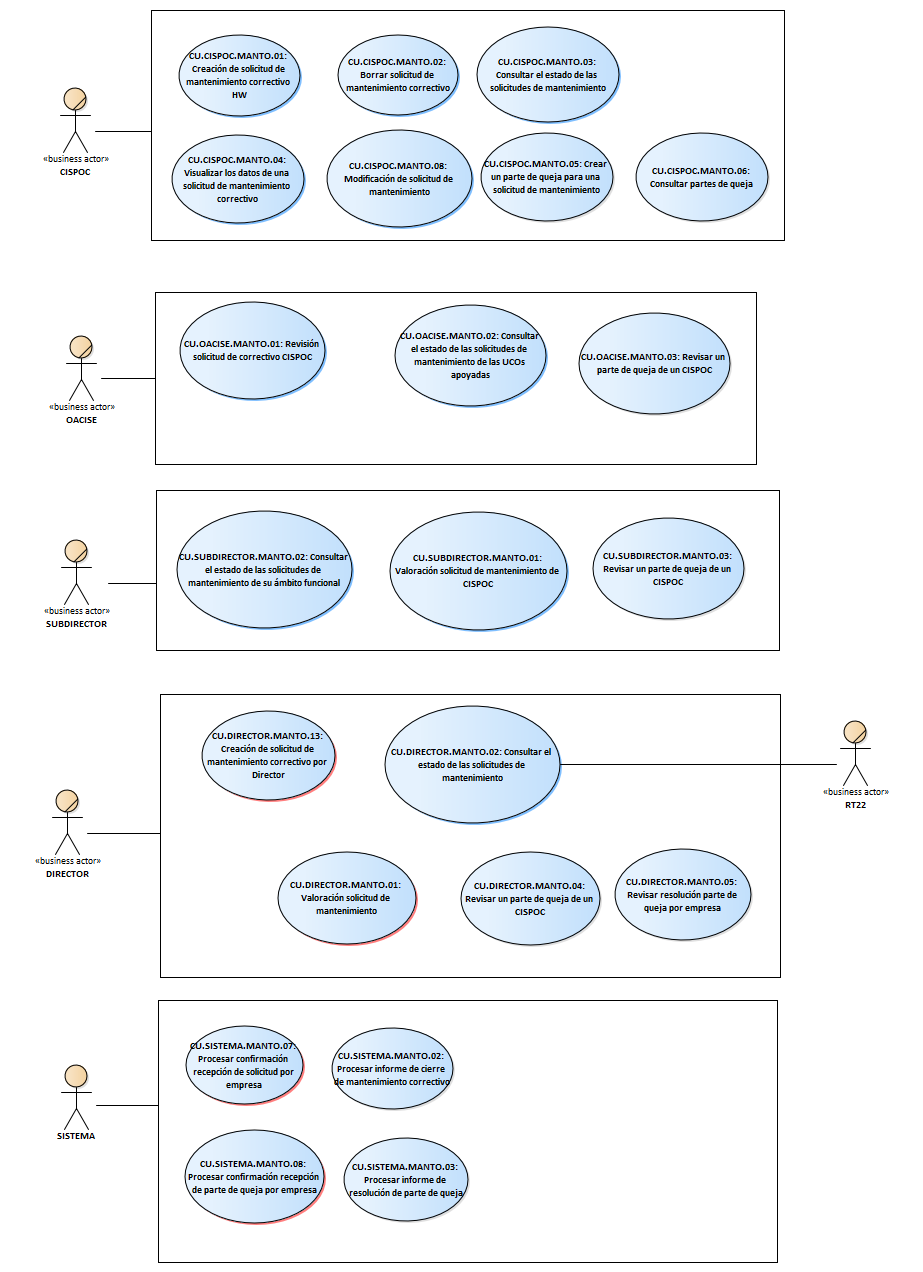 CU.CISPOC.MANTO.01:
Creación de solicitud de
mantenimiento correctivo
HW
CU.CISPOC.MANTO.02:
Borrar solicitud de
mantenimiento correctivo
CU.CISPOC.MANTO.03:
Consultar el estado de las
solicitudes de mantenimiento
«business actor»
CISPOC
CU.CISPOC.MANTO.04:
Visualizar los datos de una
solicitud de mantenimiento
correctivo
CU.CISPOC.MANTO.08:
Modificación de solicitud de
mantenimiento
CU.CISPOC.MANTO.05: Crear
un parte de queja para una
solicitud de mantenimiento
CU.CISPOC.MANTO.06:
Consultar partes de queja
CU.OACISE.MANTO.01: Revisión
solicitud de correctivo CISPOC
CU.OACISE.MANTO.02: Consultar
el estado de las solicitudes de
mantenimiento de las UCOs
apoyadas
CU.OACISE.MANTO.03: Revisar un
parte de queja de un CISPOC
«business actor»
OACISE
CU.SUBDIRECTOR.MANTO.02: Consultar
el estado de las solicitudes de
mantenimiento de su ámbito funcional
CU.SUBDIRECTOR.MANTO.01:
Valoración solicitud de mantenimiento de
CISPOC
CU.SUBDIRECTOR.MANTO.03:
Revisar un parte de queja de un
CISPOC
«business actor»
SUBDIRECTOR
CU.DIRECTOR.MANTO.13:
Creación de solicitud de
mantenimiento correctivo por
Director
CU.DIRECTOR.MANTO.02: Consultar el
estado de las solicitudes de
mantenimiento
«business actor»
RT22
«business actor»
DIRECTOR
CU.DIRECTOR.MANTO.01:
Valoración solicitud de
mantenimiento
CU.DIRECTOR.MANTO.04:
Revisar un parte de queja de un
CISPOC
CU.DIRECTOR.MANTO.05:
Revisar resolución parte de
queja por empresa
CU.SISTEMA.MANTO.07:
Procesar confirmación
recepción de solicitud por
empresa
CU.SISTEMA.MANTO.02:
Procesar informe de cierre
de mantenimiento correctivo
SISTEMA
CU.SISTEMA.MANTO.08:
Procesar confirmación recepción
de parte de queja por empresa
CU.SISTEMA.MANTO.03:
Procesar informe de
resolución de parte de queja